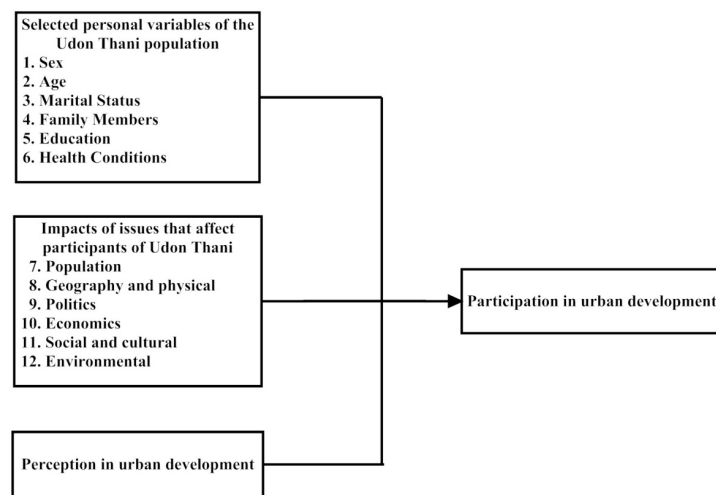 Selected personal variables of the
Udon Thani population
1. Sex
2. Age
3. Marital Status
4. Family Members
5. Education
6. Health Conditions
Impacts of issues that affect
participants of Udon Thani
7. Population
8. Geography and physical
9. Politics
10. Economics
11. Social and cultural
12. Environmental
Participation in urban development
Perception in urban development